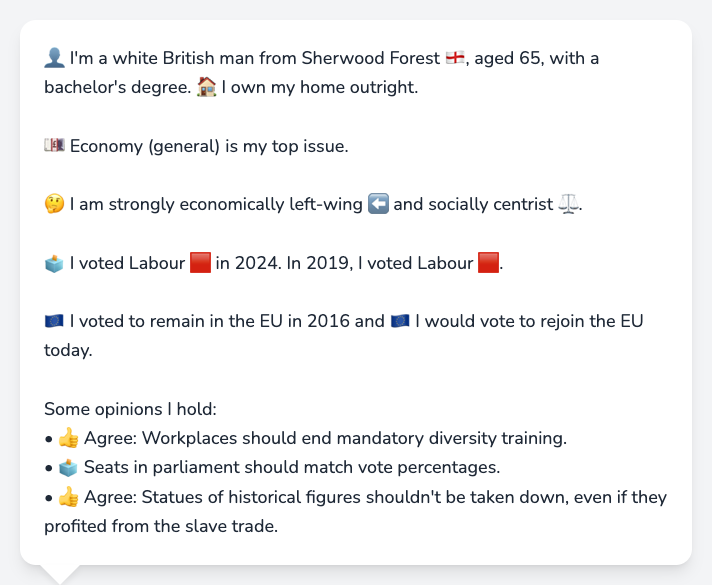 👤 I'm a white British man from Sherwood Forest 🏴󠁧󠁢󠁥󠁮󠁧󠁿, aged 65, with a
bachelor's degree. 🏠 I own my home outright.
💷 Economy (general) is my top issue.
🤔 I am strongly economically left-wing ⬅️ and socially centrist ⚖️.
🗳️ I voted Labour 🟥 in 2024. In 2019, I voted Labour 🟥.
🇪🇺 I voted to remain in the EU in 2016 and 🇪🇺 I would vote to rejoin the EU
today.
Some opinions I hold:
• 👍 Agree: Workplaces should end mandatory diversity training.
• 🗳️ Seats in parliament should match vote percentages.
• 👍 Agree: Statues of historical figures shouldn't be taken down, even if they
profited from the slave trade.